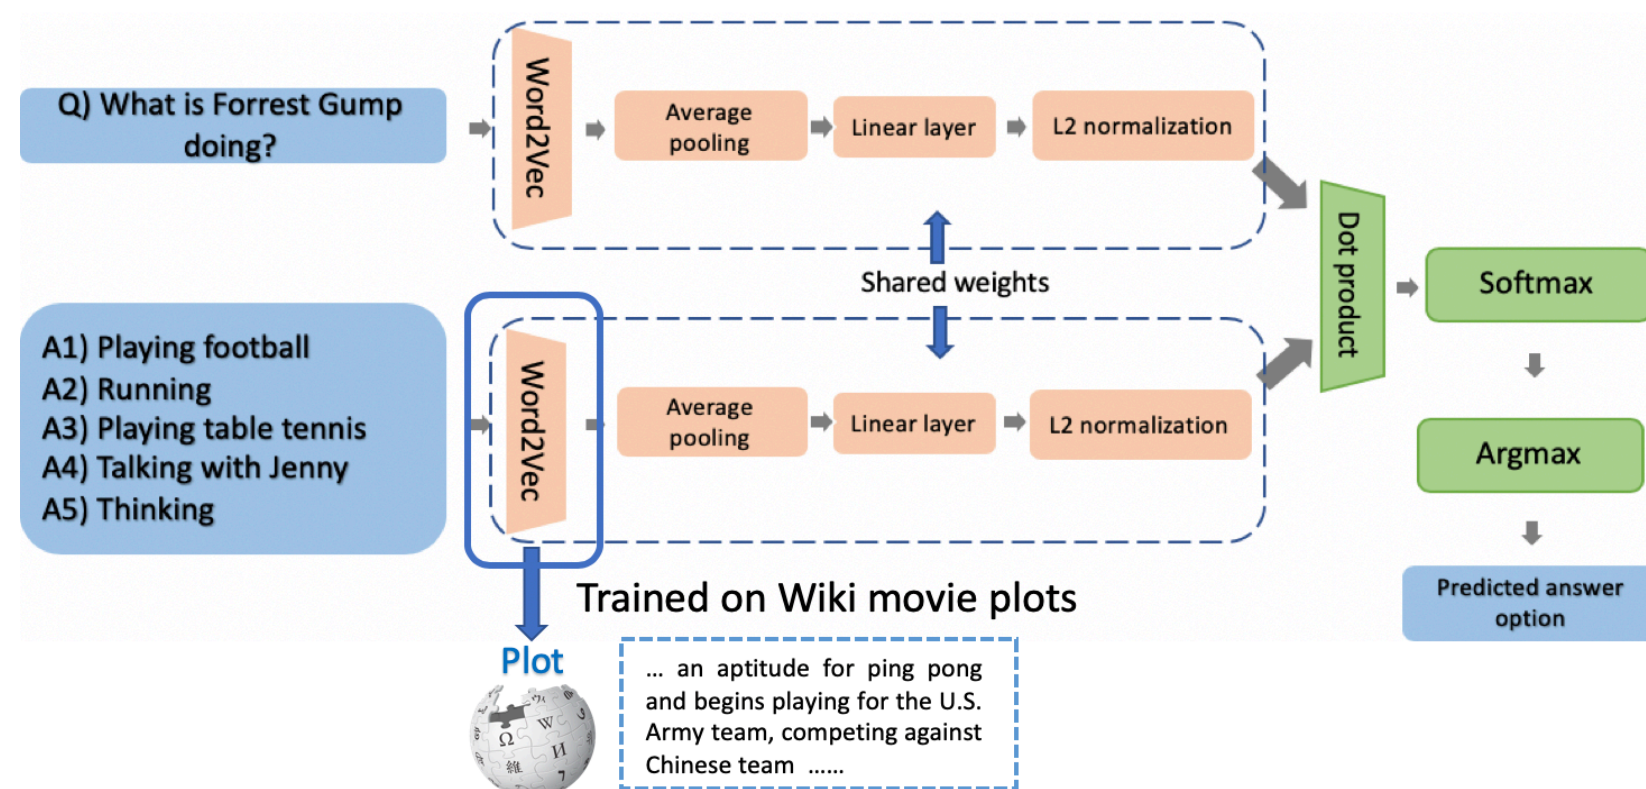 Q) What is Forrest Gump
doing?
Word2Vec
Average
pooling
Linear layer
L2 normalization
Shared weights
A1) Playing football
A2) Running
A3) Playing table tennis
A4) Talking with Jenny
A5) Thinking
Word2Vec
Average
pooling
Linear layer
L2 normalization
Dot product
Softmax
Argmax
Predicted answer
option
Trained on Wiki movie plots
Plot
Ω
W
И
維
... an aptitude for ping pong
and begins playing for the U.S.
Army team, competing against
Chinese team ......